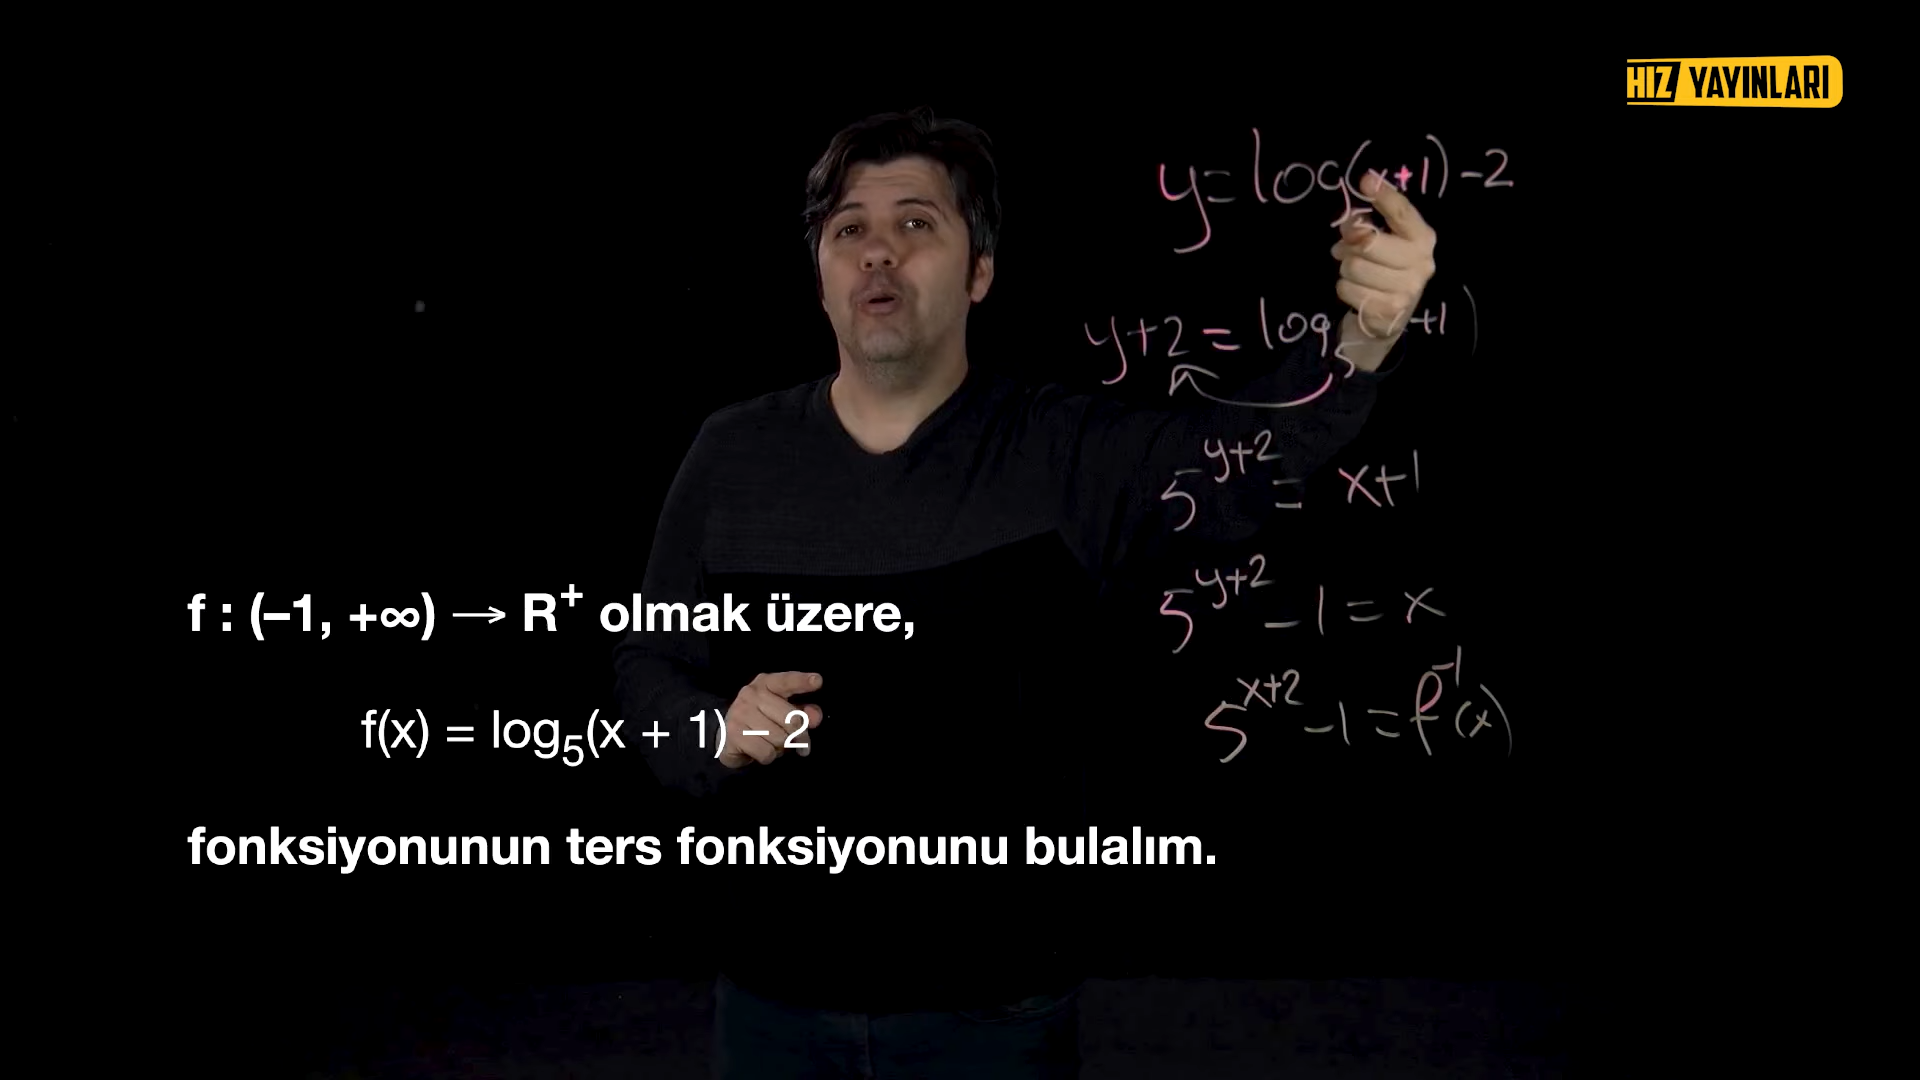 HIZ YAYINLARI
y=log₅(x+1)-2
y+2=log₅(x+1)
5^(y+2)=x+1
5^(y+2)-1=x
5^(x+2)-1=f⁻¹(x)
f : (–1, +∞) → R⁺ olmak üzere,
f(x) = log₅(x + 1) – 2
fonksiyonunun ters fonksiyonunu bulalım.